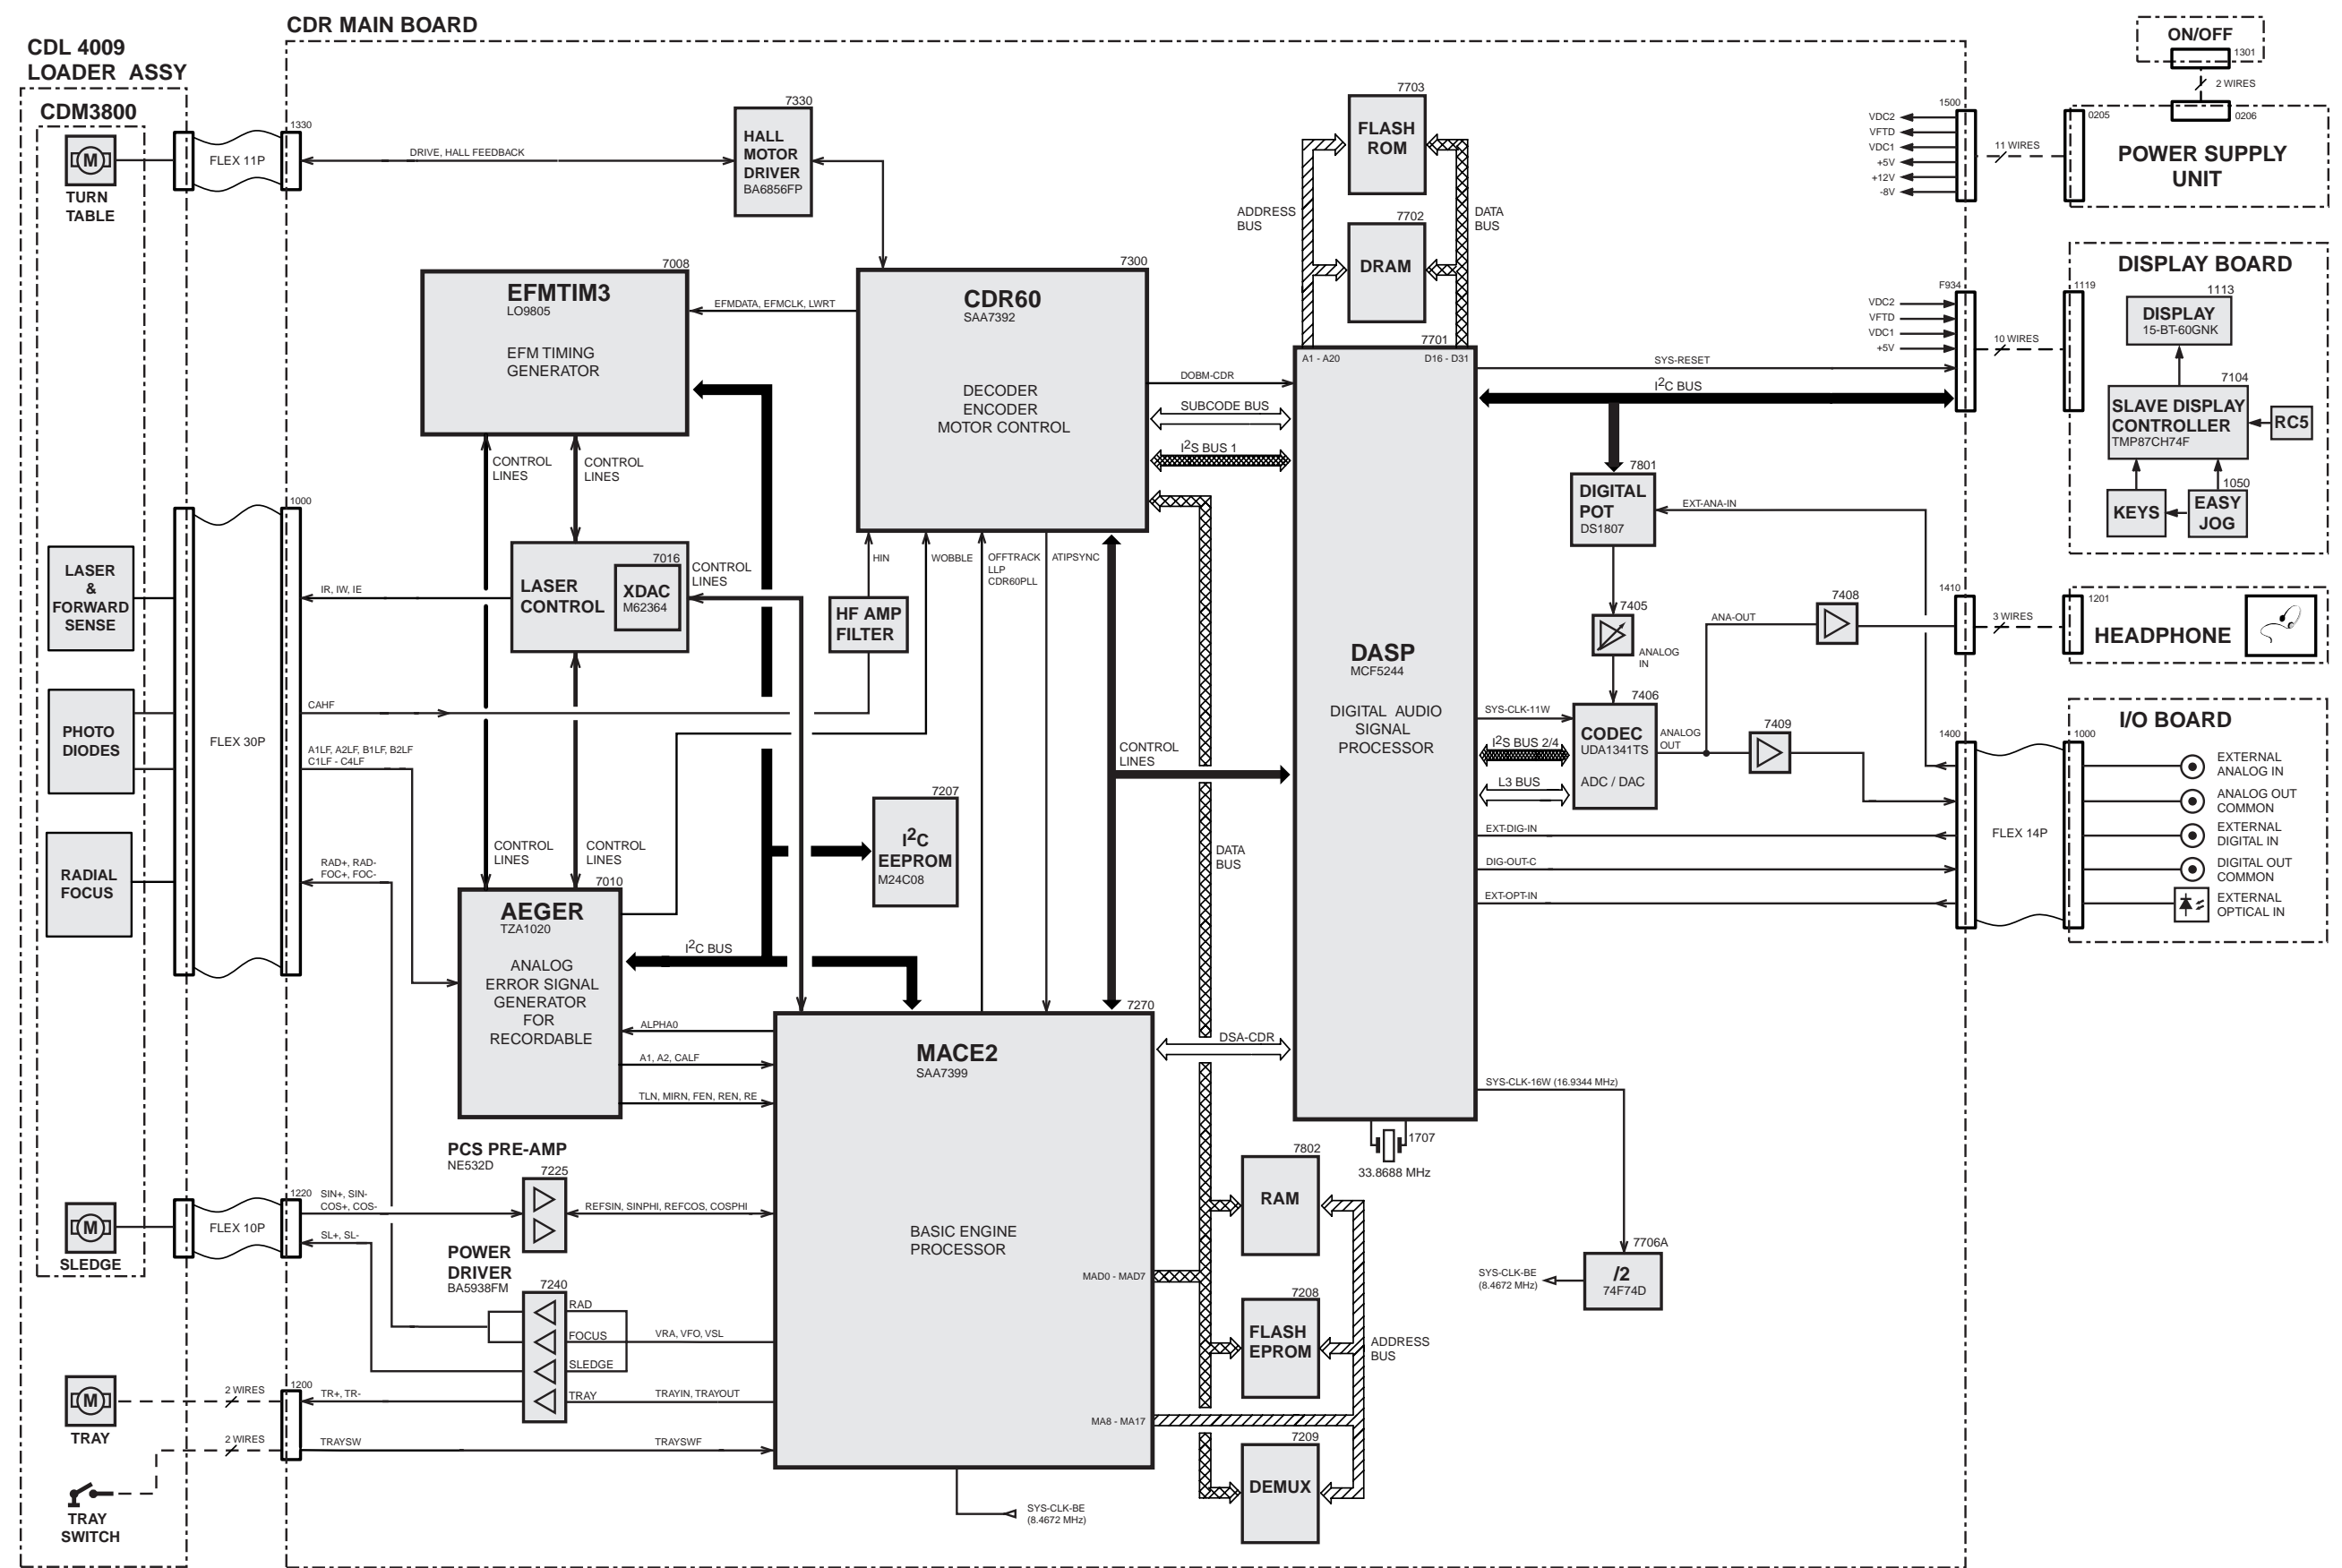 CDR MAIN BOARD
CDL 4009
LOADER ASSY
CDM3800
M
TURN
TABLE
FLEX 11P
1330
DRIVE, HALL FEEDBACK
7330
HALL
MOTOR
DRIVER
BA6856FP
7008
EFMTIM3
LO9805
EFM TIMING
GENERATOR
EFMDATA, EFMCLK, LWRT
7300
CDR60
SAA7392
DECODER
ENCODER
MOTOR CONTROL
7703
FLASH
ROM
7702
DRAM
ADDRESS
BUS
DATA
BUS
7701
A1 - A20
D16 - D31
DASP
MCF5244
DIGITAL AUDIO
SIGNAL
PROCESSOR
DOBM-CDR
SUBCODE BUS
I2S BUS 1
1500
VDC2
VFTD
VDC1
+5V
+12V
-8V
11 WIRES
ON/OFF
1301
2 WIRES
0205
0206
POWER SUPPLY
UNIT
F934
VDC2
VFTD
VDC1
+5V
SYS-RESET
I2C BUS
10 WIRES
1119
DISPLAY BOARD
1113
DISPLAY
15-BT-60GNK
7104
SLAVE DISPLAY
CONTROLLER
TMP87CH74F
RC5
1050
KEYS
EASY
JOG
7801
DIGITAL
POT
DS1807
EXT-ANA-IN
7405
ANALOG
IN
7408
ANA-OUT
1410
3 WIRES
1201
HEADPHONE
7406
CODEC
UDA1341TS
ADC / DAC
SYS-CLK-11W
I2S BUS 2/4
L3 BUS
ANALOG
OUT
7409
EXT-DIG-IN
DIG-OUT-C
EXT-OPT-IN
1400
FLEX 14P
1000
I/O BOARD
EXTERNAL
ANALOG IN
ANALOG OUT
COMMON
EXTERNAL
DIGITAL IN
DIGITAL OUT
COMMON
EXTERNAL
OPTICAL IN
CONTROL
LINES
CONTROL
LINES
1000
LASER
&
FORWARD
SENSE
IR, IW, IE
LASER
CONTROL
7016
XDAC
M62364
CONTROL
LINES
HIN
WOBBLE
OFFTRACK
LLP
CDR60PLL
ATIPSYNC
HF AMP
FILTER
PHOTO
DIODES
FLEX 30P
CAHF
A1LF, A2LF, B1LF, B2LF
C1LF - C4LF
CONTROL
LINES
7207
I2C
EEPROM
M24C08
DATA
BUS
RADIAL
FOCUS
RAD+, RAD-
FOC+, FOC-
CONTROL
LINES
CONTROL
LINES
7010
AEGER
TZA1020
ANALOG
ERROR SIGNAL
GENERATOR
FOR
RECORDABLE
I2C BUS
ALPHA0
A1, A2, CALF
TLN, MIRN, FEN, REN, RE
7270
MACE2
SAA7399
BASIC ENGINE
PROCESSOR
DSA-CDR
1707
33.8688 MHz
SYS-CLK-16W (16.9344 MHz)
7706A
/2
74F74D
SYS-CLK-BE
(8.4672 MHz)
PCS PRE-AMP
NE532D
7225
1220
SIN+, SIN-
COS+, COS-
REFSIN, SINPHI, REFCOS, COSPHI
M
SLEDGE
FLEX 10P
SL+, SL-
POWER
DRIVER
BA5938FM
7240
RAD
FOCUS
SLEDGE
TRAY
VRA, VFO, VSL
TRAYIN, TRAYOUT
MAD0 - MAD7
MA8 - MA17
7802
RAM
7208
FLASH
EPROM
ADDRESS
BUS
7209
DEMUX
M
TRAY
2 WIRES
1200
TR+, TR-
2 WIRES
TRAYSW
TRAYSWF
TRAY
SWITCH
SYS-CLK-BE
(8.4672 MHz)